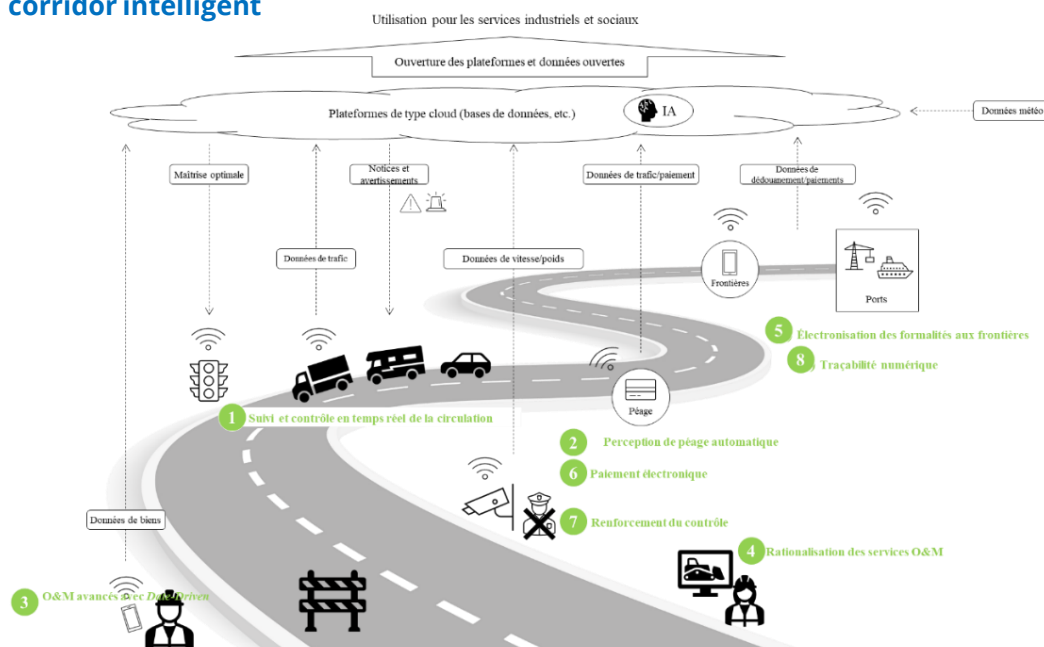 corridor intelligent
Utilisation pour les services industriels et sociaux
Ouverture des plateformes et données ouvertes
Plateformes de type cloud (bases de données, etc.)
IA
Données météo
Maîtrise optimale
Notices et
avertissements
Données de trafic/paiement
Données de
dédouanement/paiements
Données de trafic
Données de vitesse/poids
Frontières
Ports
5 Électronisation des formalités aux frontières
8 Traçabilité numérique
Péage
1 Suivi et contrôle en temps réel de la circulation
2 Perception de péage automatique
6 Paiement électronique
Données de biens
7 Renforcement du contrôle
4 Rationalisation des services O&M
3 O&M avancés avec Data-Driven